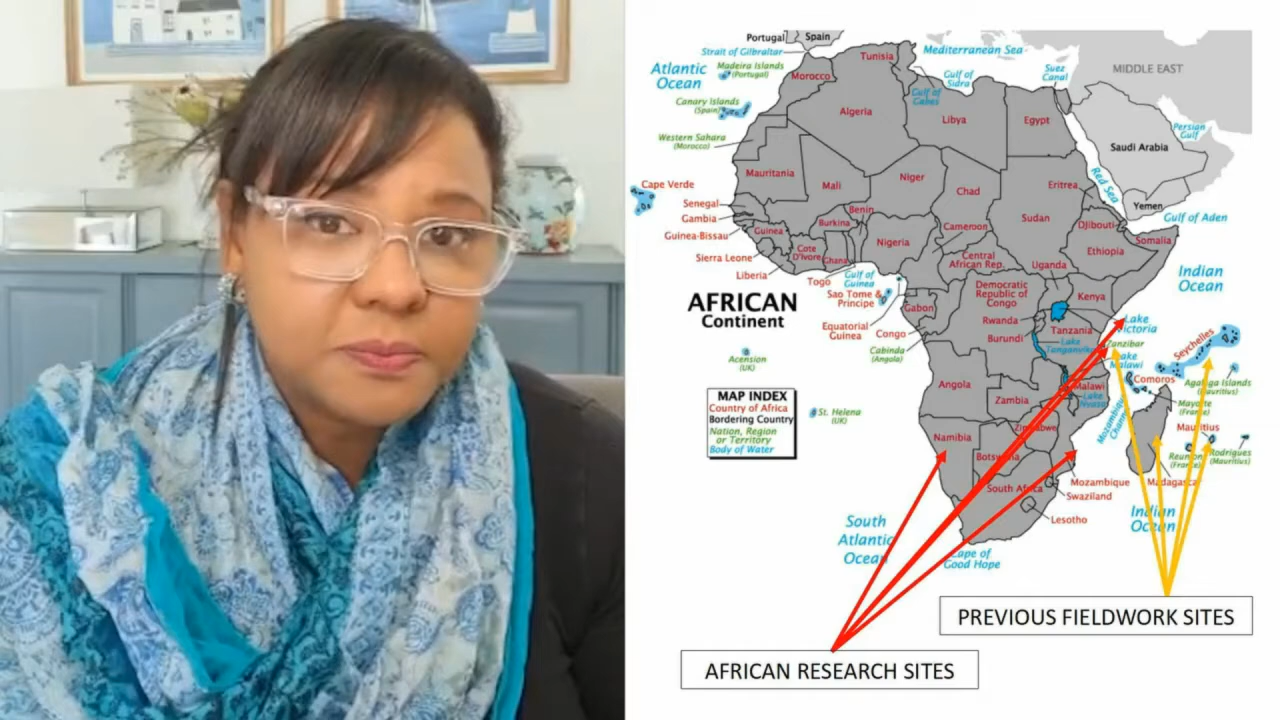 Portugal
Spain
Strait of Gibraltar
Mediterranean Sea
Atlantic
Ocean
Madeira Islands
(Portugal)
Morocco
Tunisia
Gulf of
Sidra
Suez
Canal
MIDDLE EAST
Gulf of
Gabes
Canary Islands
(Spain)
Algeria
Libya
Egypt
Persian
Gulf
Western Sahara
(Morocco)
Saudi Arabia
Red Sea
Mauritania
Mali
Niger
Chad
Eritrea
Cape Verde
Senegal
Yemen
Gulf of Aden
Gambia
Benin
Burkina
Sudan
Djibouti
Guinea-Bissau
Guinea
Nigeria
Cameroon
Somalia
Ethiopia
Sierra Leone
Cote
D'Ivore
Ghana
Central
African Rep.
Uganda
Liberia
Togo
Gulf of
Guinea
Indian
Ocean
Sao Tome &
Principe
Democratic
Republic of
Congo
Kenya
AFRICAN
Continent
Gabon
Rwanda
Lake
Victoria
Equatorial
Guinea
Congo
Burundi
Tanzania
Lake
Tanganyika
Zanzibar
Seychelles
Cabinda
(Angola)
Lake
Malawi
Acension
(UK)
Angola
Malawi
Comoros
Agalega Islands
(Mauritius)
Zambia
Lake
Nyasa
Mayotte
(France)
MAP INDEX
Country of Africa
Bordering Country
Nation, Region
or Territory
Body of Water
St. Helena
(UK)
Mozambique
Channel
Zimbabwe
Mauritius
Namibia
Botswana
Reunion
(France)
Rodrigues
(Mauritius)
South Africa
Mozambique
Madagascar
Swaziland
Lesotho
Indian
Ocean
South
Atlantic
Ocean
Cape of
Good Hope
PREVIOUS FIELDWORK SITES
AFRICAN RESEARCH SITES